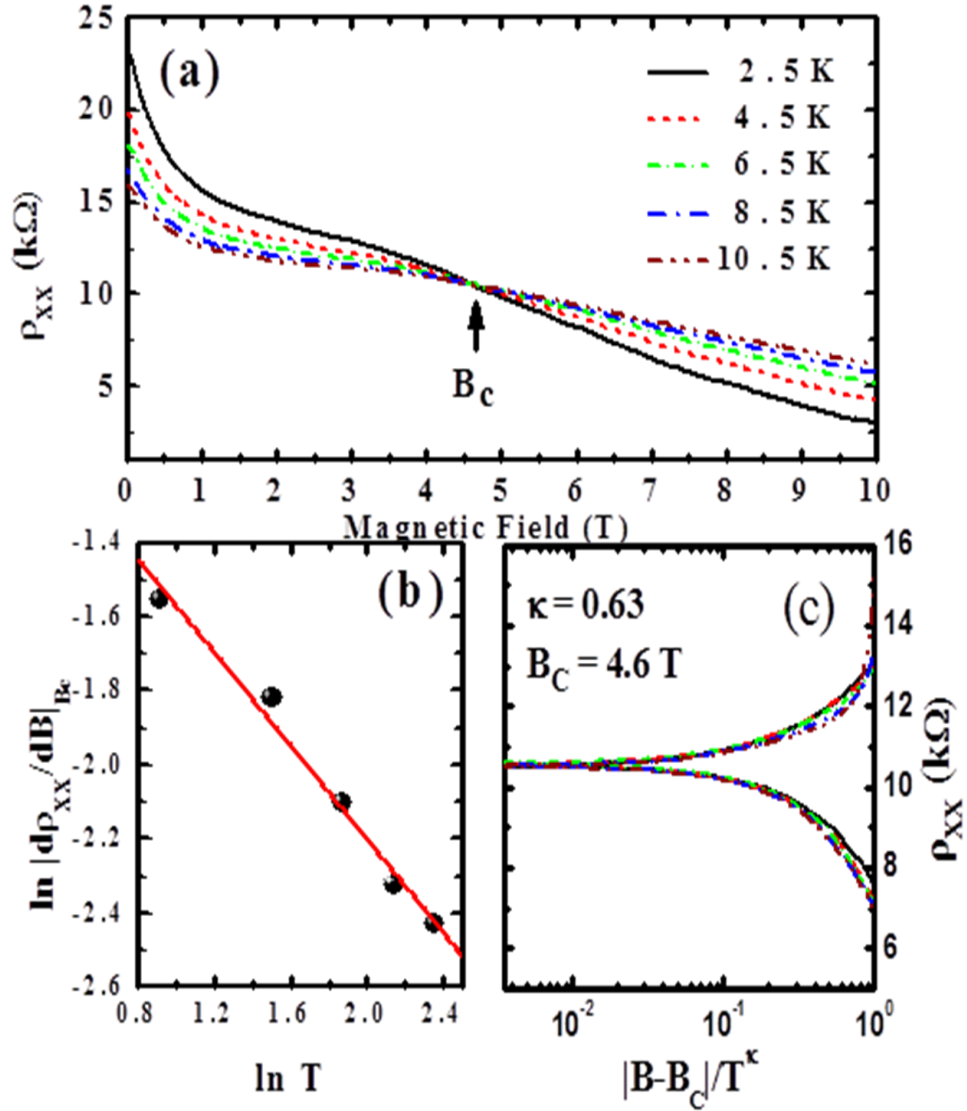 (a)
25
20
15
10
5
ρXX (kΩ)
2.5 K
4.5 K
6.5 K
8.5 K
10.5 K
BC
0 1 2 3 4 5 6 7 8 9 10
Magnetic Field (T)
(b)
-1.4
-1.6
-1.8
-2.0
-2.2
-2.4
-2.6
ln |dρXX/dB|Bc
0.8 1.2 1.6 2.0 2.4
ln T
(c)
κ = 0.63
BC = 4.6 T
16
14
12
10
8
6
ρXX (kΩ)
10-2 10-1 100
|B-BC|/Tκ